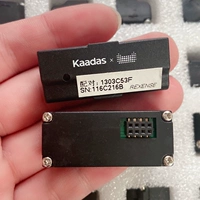 Kaadas ×
配对: 1303C53F
SN:116C216B REXENSE